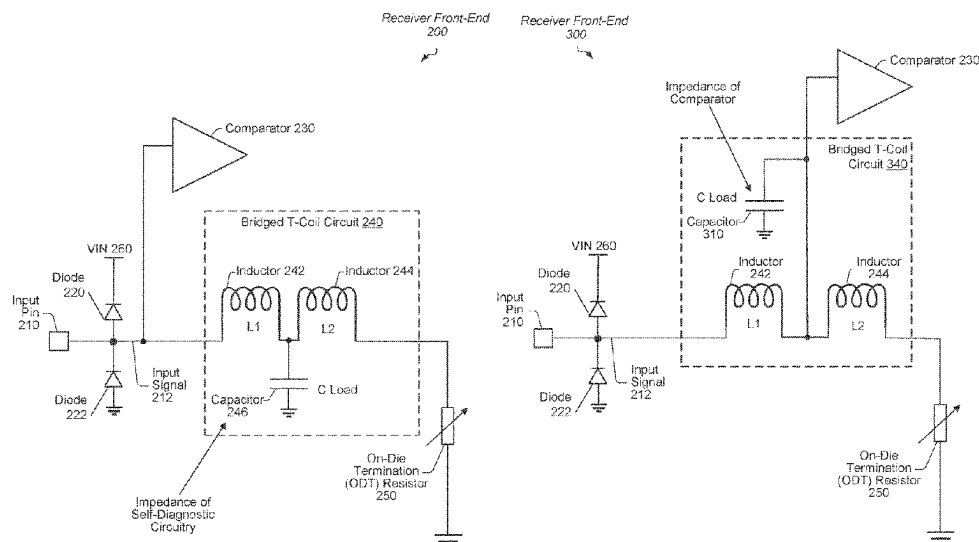 Receiver Front-End
200
Comparator 230
Bridged T-Coil Circuit 240
VIN 260
Inductor 242
Inductor 244
Diode
220
Input
Pin
210
L1
L2
Input
Signal
212
C Load
Capacitor
246
Diode
222
On-Die
Termination
(ODT) Resistor
250
Impedance of
Self-Diagnostic
Circuitry
Receiver Front-End
300
Comparator 230
Impedance of
Comparator
Bridged T-Coil
Circuit 340
C Load
Capacitor
310
VIN 260
Inductor
242
Inductor
244
Diode
220
Input
Pin
210
L1
L2
Input
Signal
212
Diode
222
On-Die
Termination
(ODT) Resistor
250